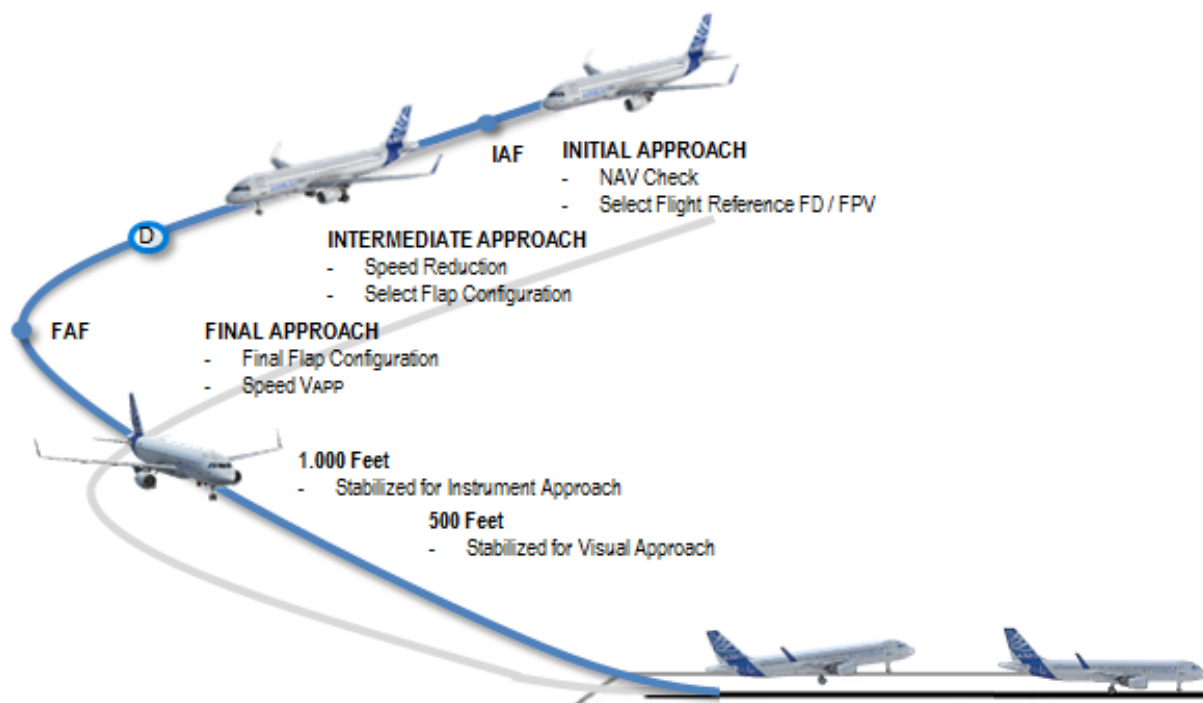 IAF
INITIAL APPROACH
- NAV Check
- Select Flight Reference FD / FPV
D
INTERMEDIATE APPROACH
- Speed Reduction
- Select Flap Configuration
FAF
FINAL APPROACH
- Final Flap Configuration
- Speed VAPP
1.000 Feet
- Stabilized for Instrument Approach
500 Feet
- Stabilized for Visual Approach